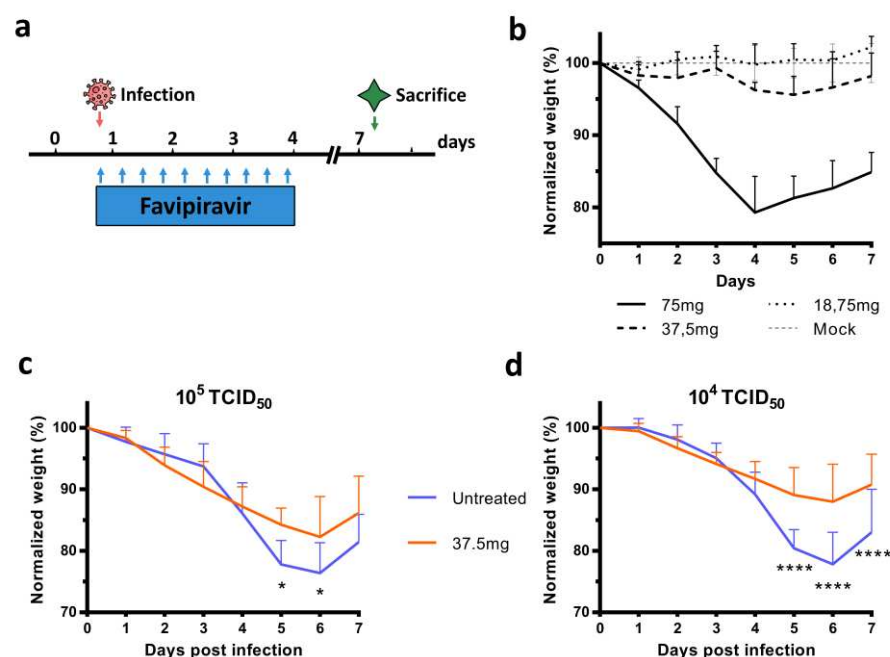 a
Infection
Sacrifice
0 1 2 3 4 7 days
Favipiravir
b
Normalized weight (%)
100
90
80
0 1 2 3 4 5 6 7
Days
75mg
18,75mg
37,5mg
Mock
c
10⁵ TCID₅₀
Normalized weight (%)
100
90
80
70
* *
0 1 2 3 4 5 6 7
Days post infection
Untreated
37.5mg
d
10⁴ TCID₅₀
Normalized weight (%)
100
90
80
70
****
****
****
0 1 2 3 4 5 6 7
Days post infection